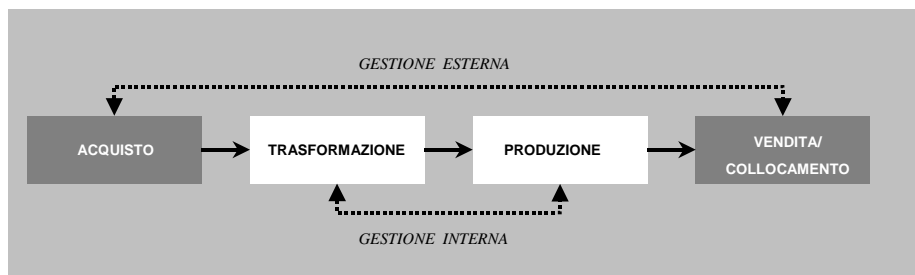 GESTIONE ESTERNA
ACQUISTO
TRASFORMAZIONE
PRODUZIONE
VENDITA/
COLLOCAMENTO
GESTIONE INTERNA